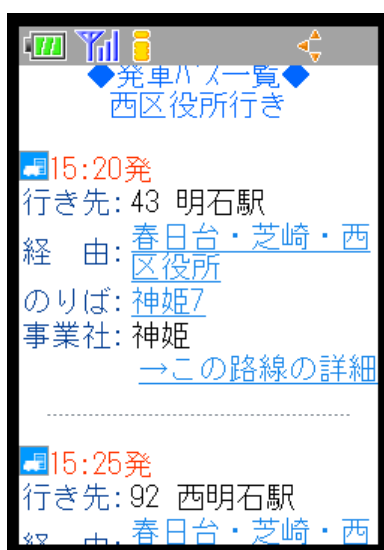 ◆発車バス一覧◆
西区役所行き
15:20発
行き先:43 明石駅
経 由:春日台・芝崎・西
区役所
のりば:神姫7
事業社:神姫
→この路線の詳細
15:25発
行き先:92 西明石駅
経 由:春日台・芝崎・西